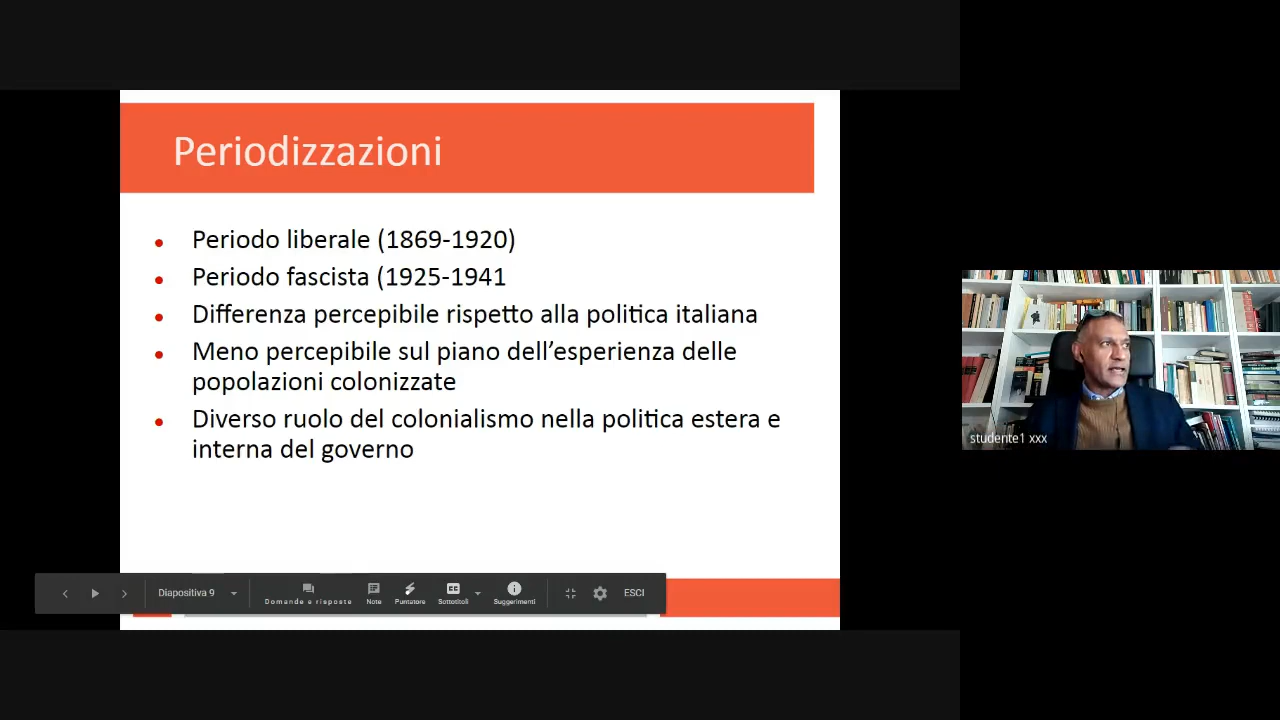 Periodizzazioni
Periodo liberale (1869-1920)
Periodo fascista (1925-1941
Differenza percepibile rispetto alla politica italiana
Meno percepibile sul piano dell’esperienza delle
popolazioni colonizzate
Diverso ruolo del colonialismo nella politica estera e
interna del governo
studente1 xxx
Diapositiva 9
Domande e risposte
Note
Puntatore
Sottotitoli
Suggerimenti
ESCI